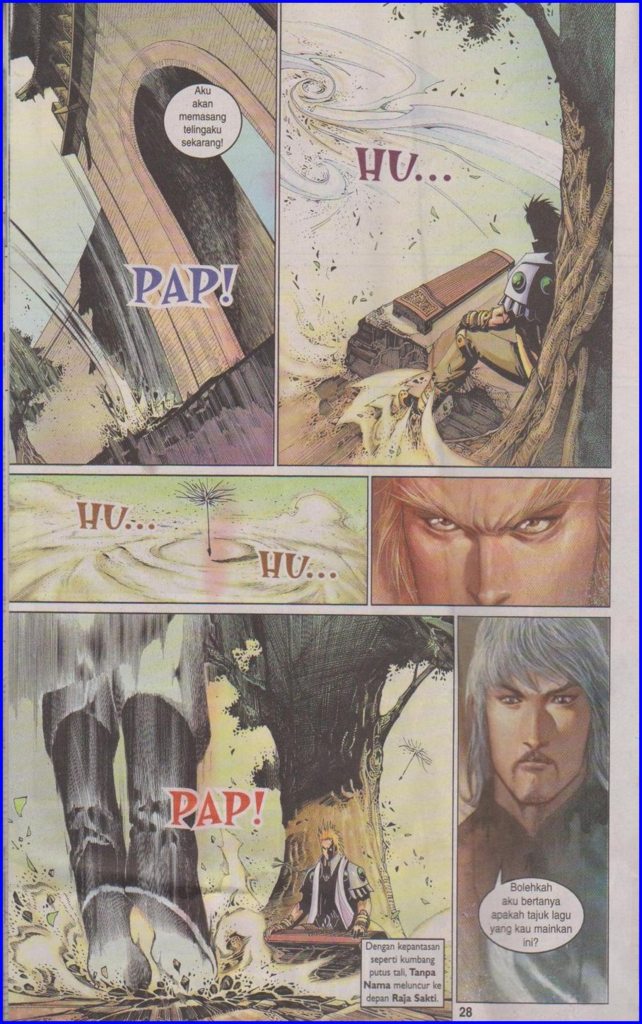 Aku
akan
memasang
telingaku
sekarang!
PAP!
HU...
HU...
HU...
PAP!
Dengan kepantasan
seperti kumbang
putus tali, Tanpa
Nama meluncur ke
depan Raja Sakti.
Bolehkah
aku bertanya
apakah tajuk lagu
yang kau mainkan
ini?
28